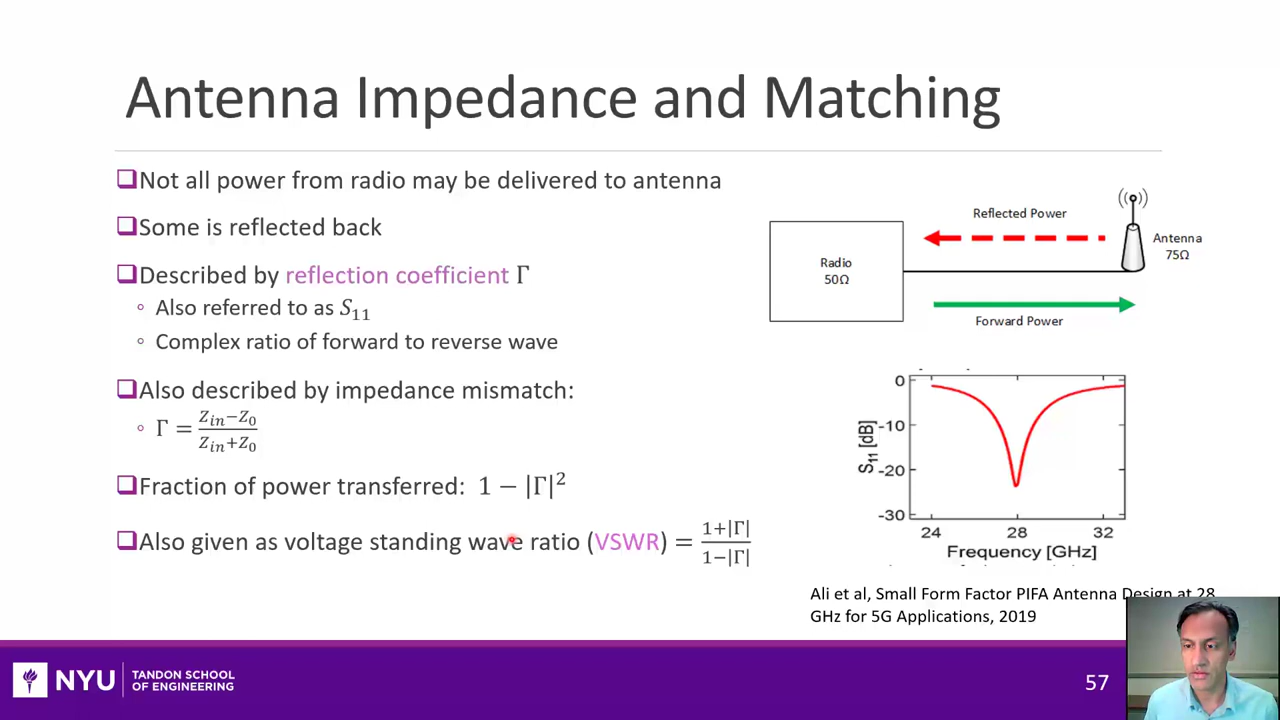 Antenna Impedance and Matching
Not all power from radio may be delivered to antenna
Some is reflected back
Described by reflection coefficient Γ
Also referred to as S₁₁
Complex ratio of forward to reverse wave
Also described by impedance mismatch:
Γ = (Z_in−Z_0)/(Z_in+Z_0)
Fraction of power transferred: 1 − |Γ|²
Also given as voltage standing wave ratio (VSWR) = (1+|Γ|)/(1−|Γ|)
Reflected Power
Radio
50Ω
Antenna
75Ω
Forward Power
S₁₁ [dB]
0
-10
-20
-30
24 28 32
Frequency [GHz]
Ali et al, Small Form Factor PIFA Antenna Design at 28
GHz for 5G Applications, 2019
NYU
TANDON SCHOOL
OF ENGINEERING
57